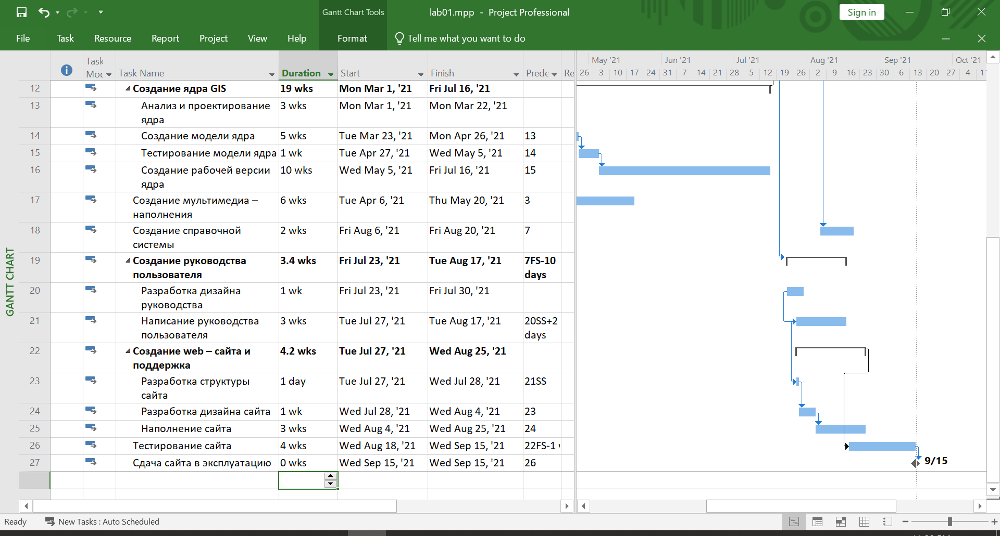 Gantt Chart Tools
lab01.mpp - Project Professional
Sign in
File Task Resource Report Project View Help Format Tell me what you want to do
Task
Moc Task Name Duration Start Finish Prede Re
May '21 Jun '21 Jul '21 Aug '21 Sep '21 Oct '21
26 3 10 17 24 31 7 14 21 28 5 12 19 26 2 9 16 23 30 6 13 20 27 4
12 Создание ядра GIS 19 wks Mon Mar 1, '21 Fri Jul 16, '21
13 Анализ и проектирование 3 wks Mon Mar 1, '21 Mon Mar 22, '21
ядра
14 Создание модели ядра 5 wks Tue Mar 23, '21 Mon Apr 26, '21 13
15 Тестирование модели ядра 1 wk Tue Apr 27, '21 Wed May 5, '21 14
16 Создание рабочей версии 10 wks Wed May 5, '21 Fri Jul 16, '21 15
ядра
17 Создание мультимедиа – 6 wks Tue Apr 6, '21 Thu May 20, '21 3
наполнения
18 Создание справочной 2 wks Fri Aug 6, '21 Fri Aug 20, '21 7
системы
19 Создание руководства 3.4 wks Fri Jul 23, '21 Tue Aug 17, '21 7FS-10
пользователя days
20 Разработка дизайна 1 wk Fri Jul 23, '21 Fri Jul 30, '21
руководства
21 Написание руководства 3 wks Tue Jul 27, '21 Tue Aug 17, '21 20SS+2
пользователя days
22 Создание web – сайта и 4.2 wks Tue Jul 27, '21 Wed Aug 25, '21
поддержка
23 Разработка структуры 1 day Tue Jul 27, '21 Wed Jul 28, '21 21SS
сайта
24 Разработка дизайна сайта 1 wk Wed Jul 28, '21 Wed Aug 4, '21 23
25 Наполнение сайта 3 wks Wed Aug 4, '21 Wed Aug 25, '21 24
26 Тестирование сайта 4 wks Wed Aug 18, '21 Wed Sep 15, '21 22FS-1
27 Сдача сайта в эксплуатацию 0 wks Wed Sep 15, '21 Wed Sep 15, '21 26
9/15
GANTT CHART
Ready New Tasks : Auto Scheduled